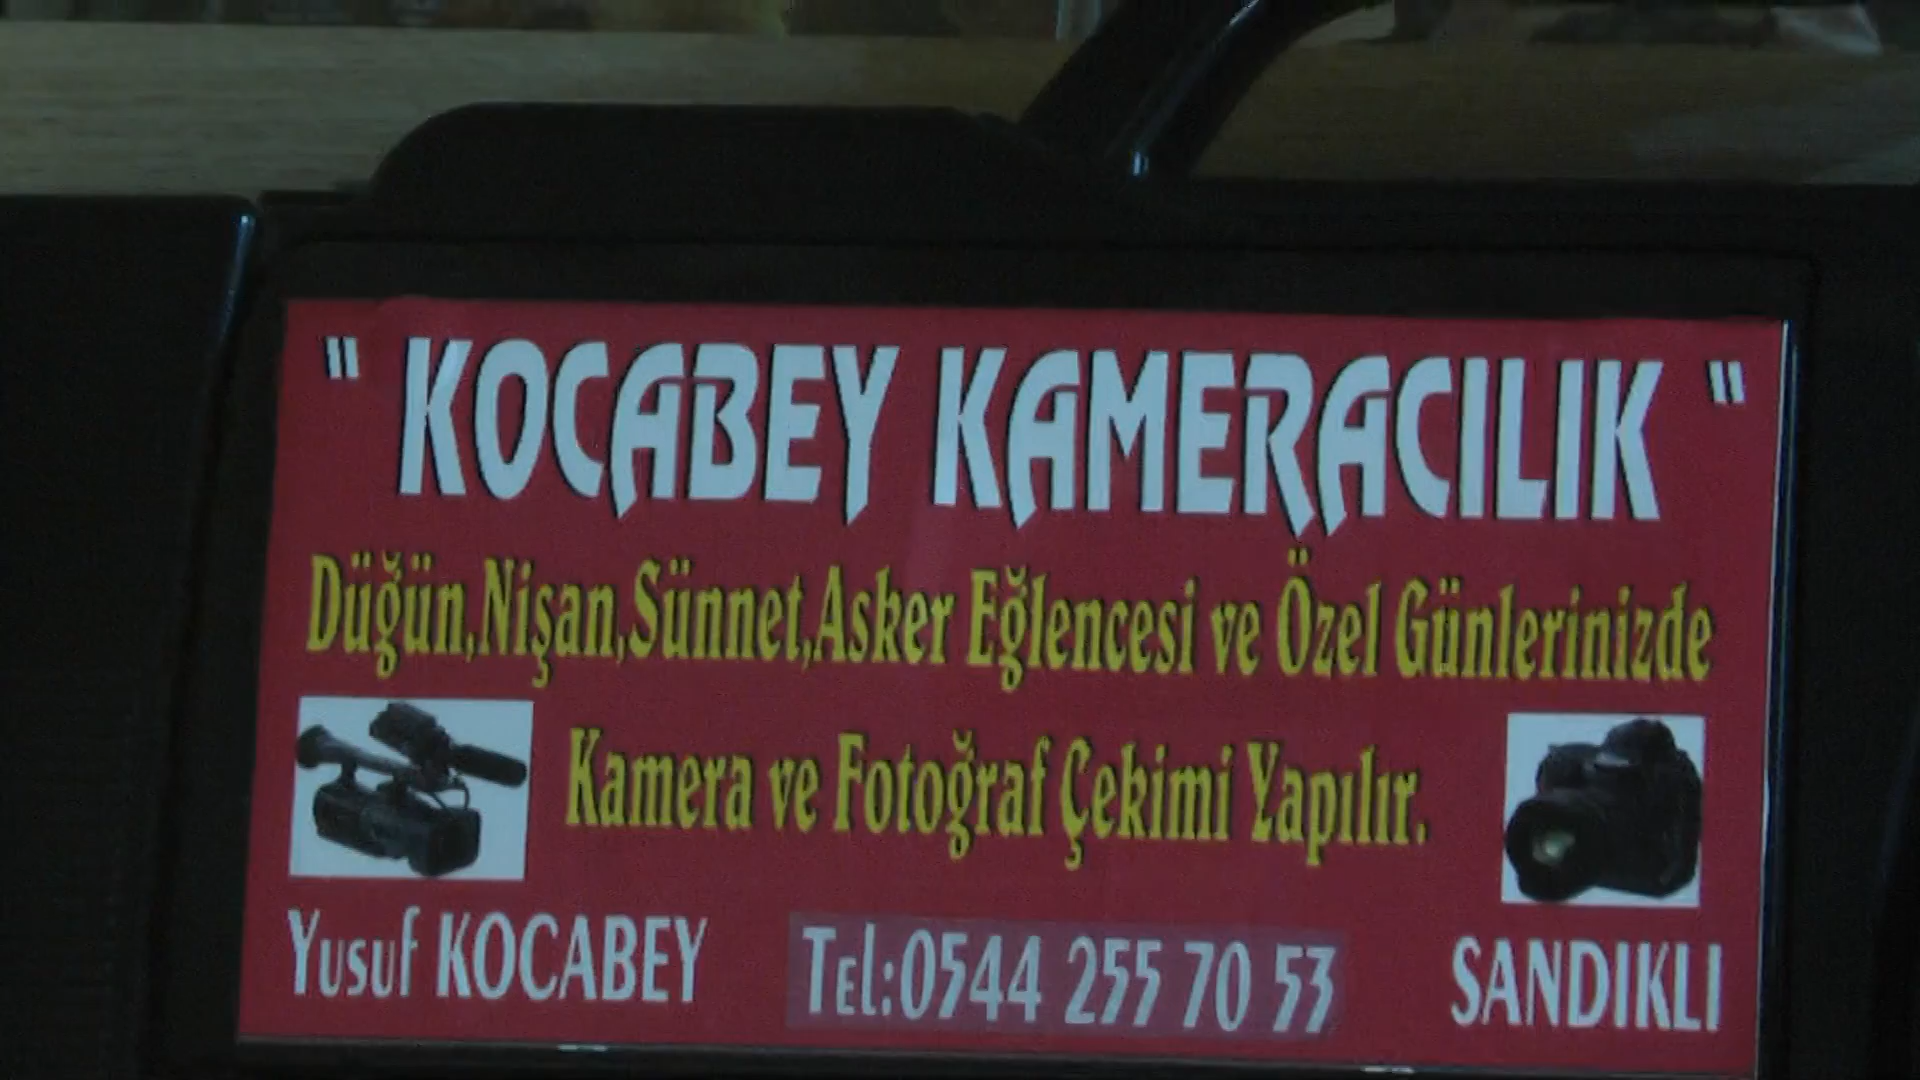 " KOCABEY KAMERACILIK "
Düğün,Nişan,Sünnet,Asker Eğlencesi ve Özel Günlerinizde
Kamera ve Fotoğraf Çekimi Yapılır.
Yusuf KOCABEY Tel:0544 255 70 53 SANDIKLI